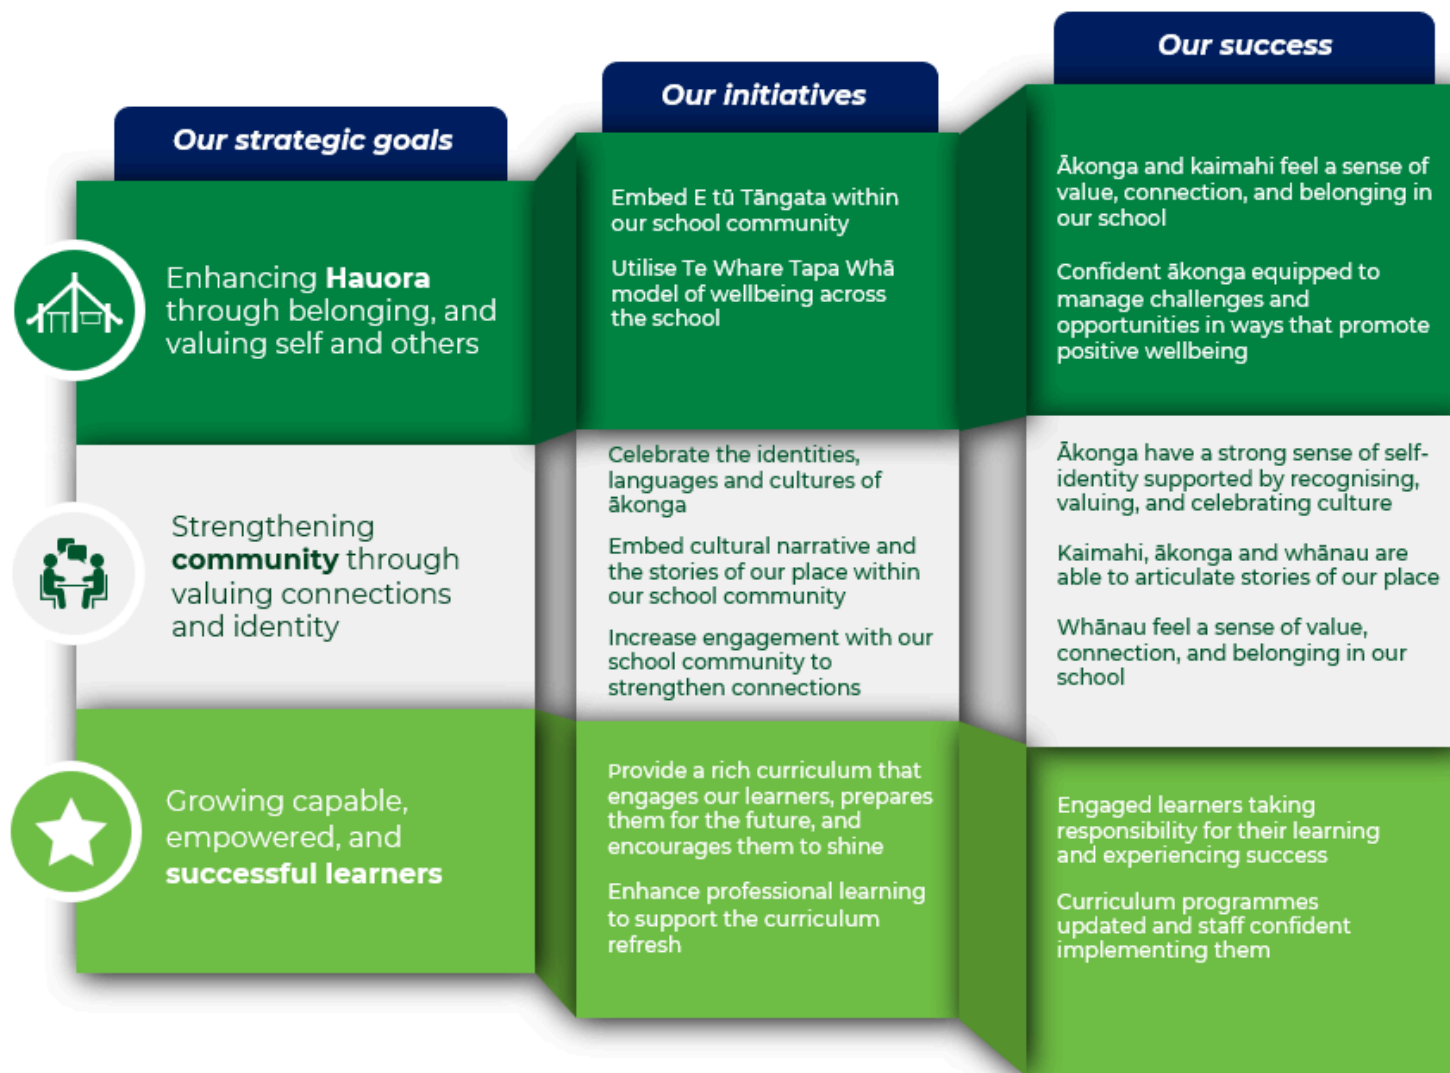 Our strategic goals
Our initiatives
Our success
Enhancing Hauora
through belonging, and
valuing self and others
Embed E tū Tāngata within
our school community
Utilise Te Whare Tapa Whā
model of wellbeing across
the school
Ākonga and kaimahi feel a sense of
value, connection, and belonging in
our school
Confident ākonga equipped to
manage challenges and
opportunities in ways that promote
positive wellbeing
Strengthening
community through
valuing connections
and identity
Celebrate the identities,
languages and cultures of
ākonga
Embed cultural narrative and
the stories of our place within
our school community
Increase engagement with our
school community to
strengthen connections
Ākonga have a strong sense of self-
identity supported by recognising,
valuing, and celebrating culture
Kaimahi, ākonga and whānau are
able to articulate stories of our place
Whānau feel a sense of value,
connection, and belonging in our
school
Growing capable,
empowered, and
successful learners
Provide a rich curriculum that
engages our learners, prepares
them for the future, and
encourages them to shine
Enhance professional learning
to support the curriculum
refresh
Engaged learners taking
responsibility for their learning
and experiencing success
Curriculum programmes
updated and staff confident
implementing them